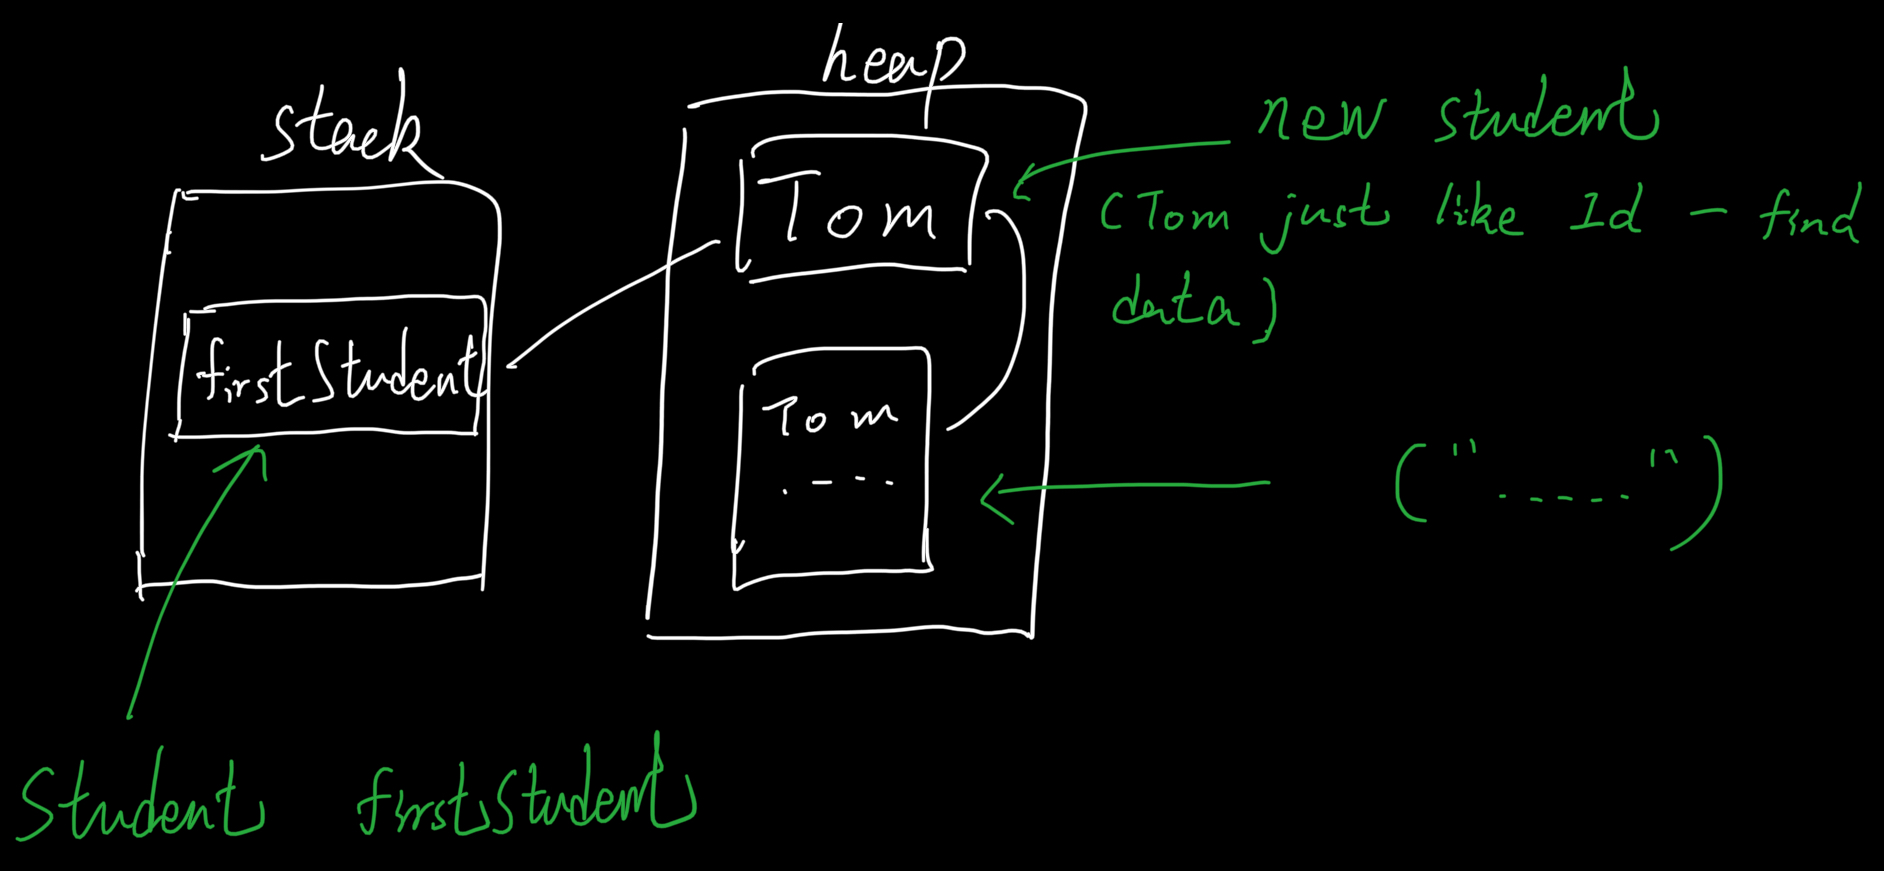 heap
stack
new student
Tom
(Tom just like Id - find
data)
firstStudent
Tom
. - - .
(" - - - - - ")
Student firstStudent